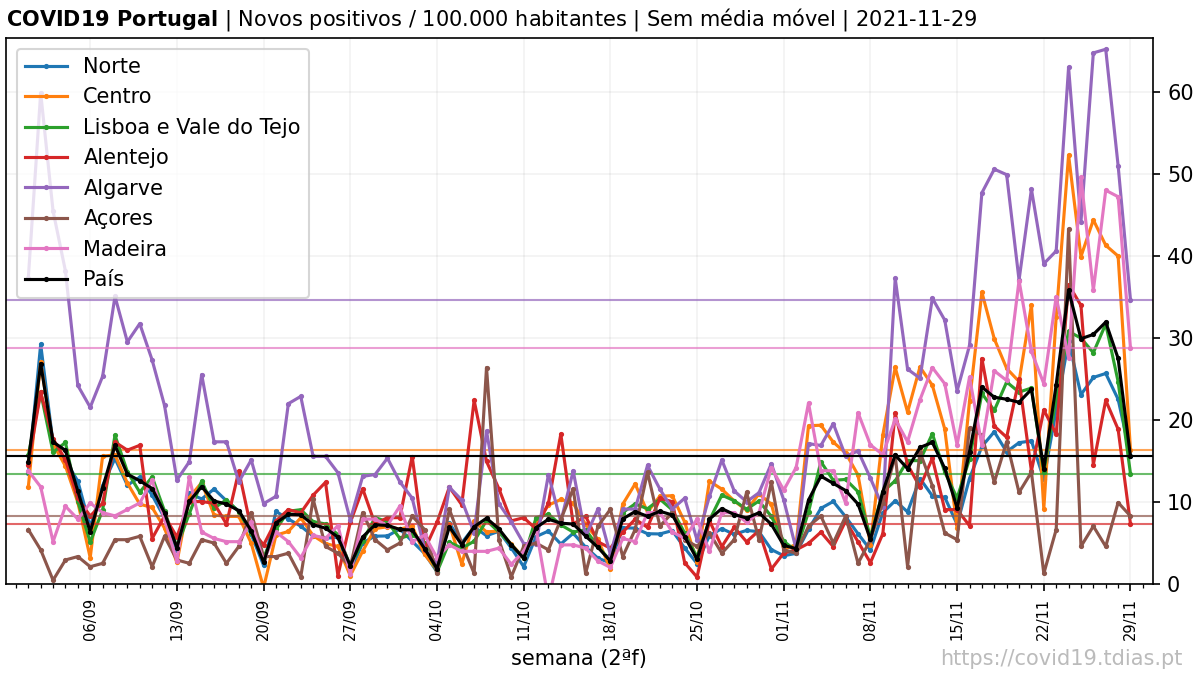 COVID19 Portugal | Novos positivos / 100.000 habitantes | Sem média móvel | 2021-11-29
Norte
Centro
Lisboa e Vale do Tejo
Alentejo
Algarve
Açores
Madeira
País
60
50
40
30
20
10
0
06/09
13/09
20/09
27/09
04/10
11/10
18/10
25/10
01/11
08/11
15/11
22/11
29/11
semana (2ªf)
https://covid19.tdias.pt